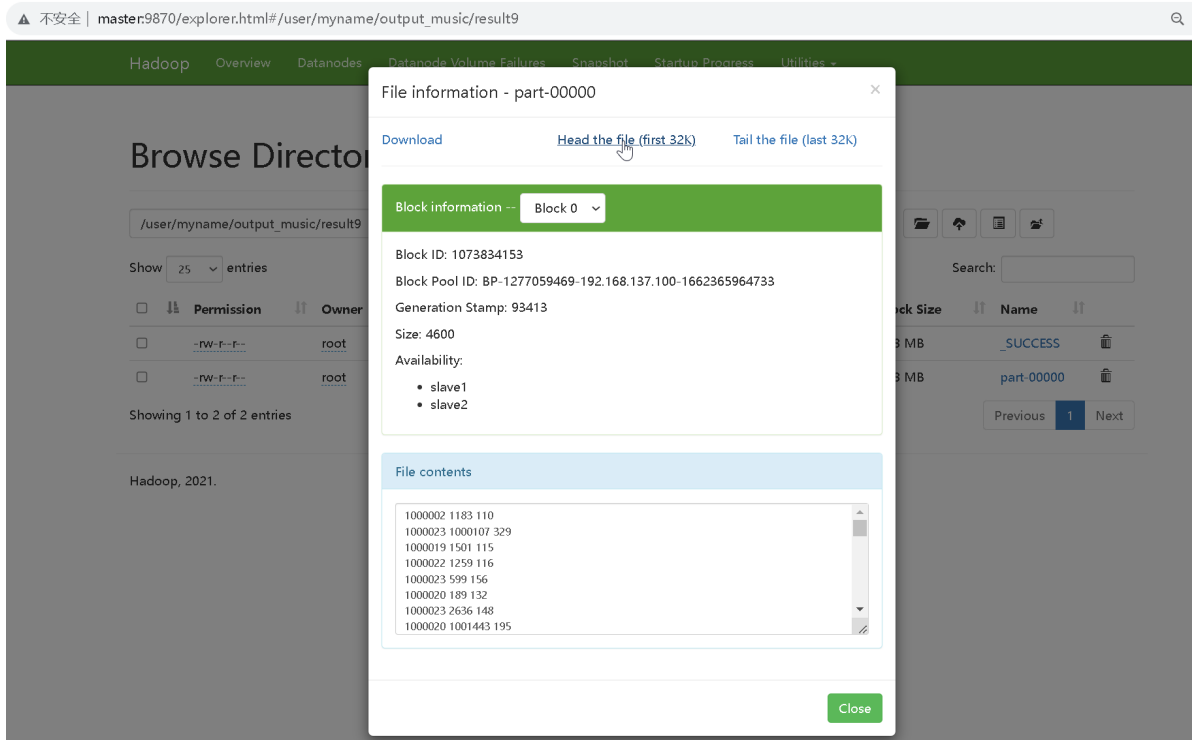 不安全 | master:9870/explorer.html#/user/myname/output_music/result9
Hadoop Overview Datanodes Datanode Volume Failures Snapshot Startup Progress Utilities
File information - part-00000 ×
Download Head the file (first 32K) Tail the file (last 32K)
Browse Director
Block information -- Block 0
/user/myname/output_music/result9
Show 25 entries
Search:
Block ID: 1073834153
Block Pool ID: BP-1277059469-192.168.137.100-1662365964733
Generation Stamp: 93413
Size: 4600
Availability:
slave1
slave2
Permission Owner ock Size Name
-rw-r--r-- root MB _SUCCESS
-rw-r--r-- root MB part-00000
Showing 1 to 2 of 2 entries
Previous 1 Next
Hadoop, 2021.
File contents
1000002 1183 110
1000023 1000107 329
1000019 1501 115
1000022 1259 116
1000023 599 156
1000020 189 132
1000023 2636 148
1000020 1001443 195
Close